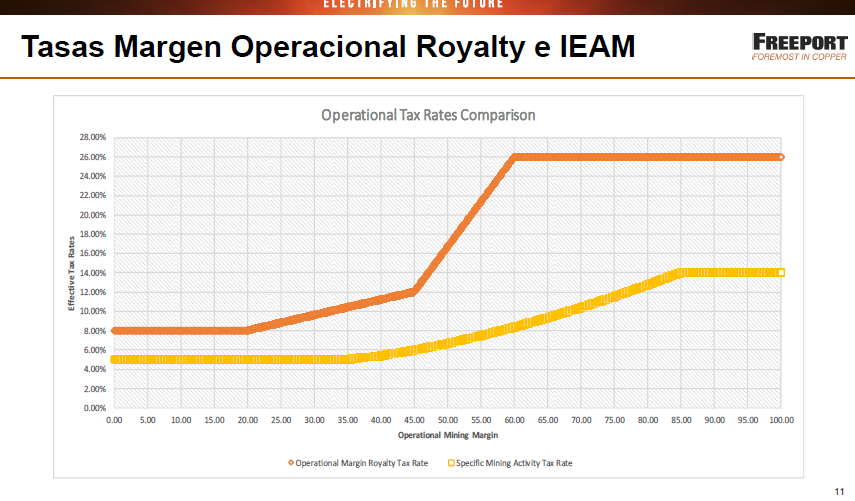 ELECTRIFYING THE FUTURE
Tasas Margen Operacional Royalty e IEAM
FREEPORT
FOREMOST IN COPPER
Operational Tax Rates Comparison
28.00%
26.00%
24.00%
22.00%
20.00%
18.00%
16.00%
14.00%
12.00%
10.00%
8.00%
6.00%
4.00%
2.00%
0.00%
Effective Tax Rates
0.00 5.00 10.00 15.00 20.00 25.00 30.00 35.00 40.00 45.00 50.00 55.00 60.00 65.00 70.00 75.00 80.00 85.00 90.00 95.00 100.00
Operational Mining Margin
Operational Margin Royalty Tax Rate Specific Mining Activity Tax Rate
11